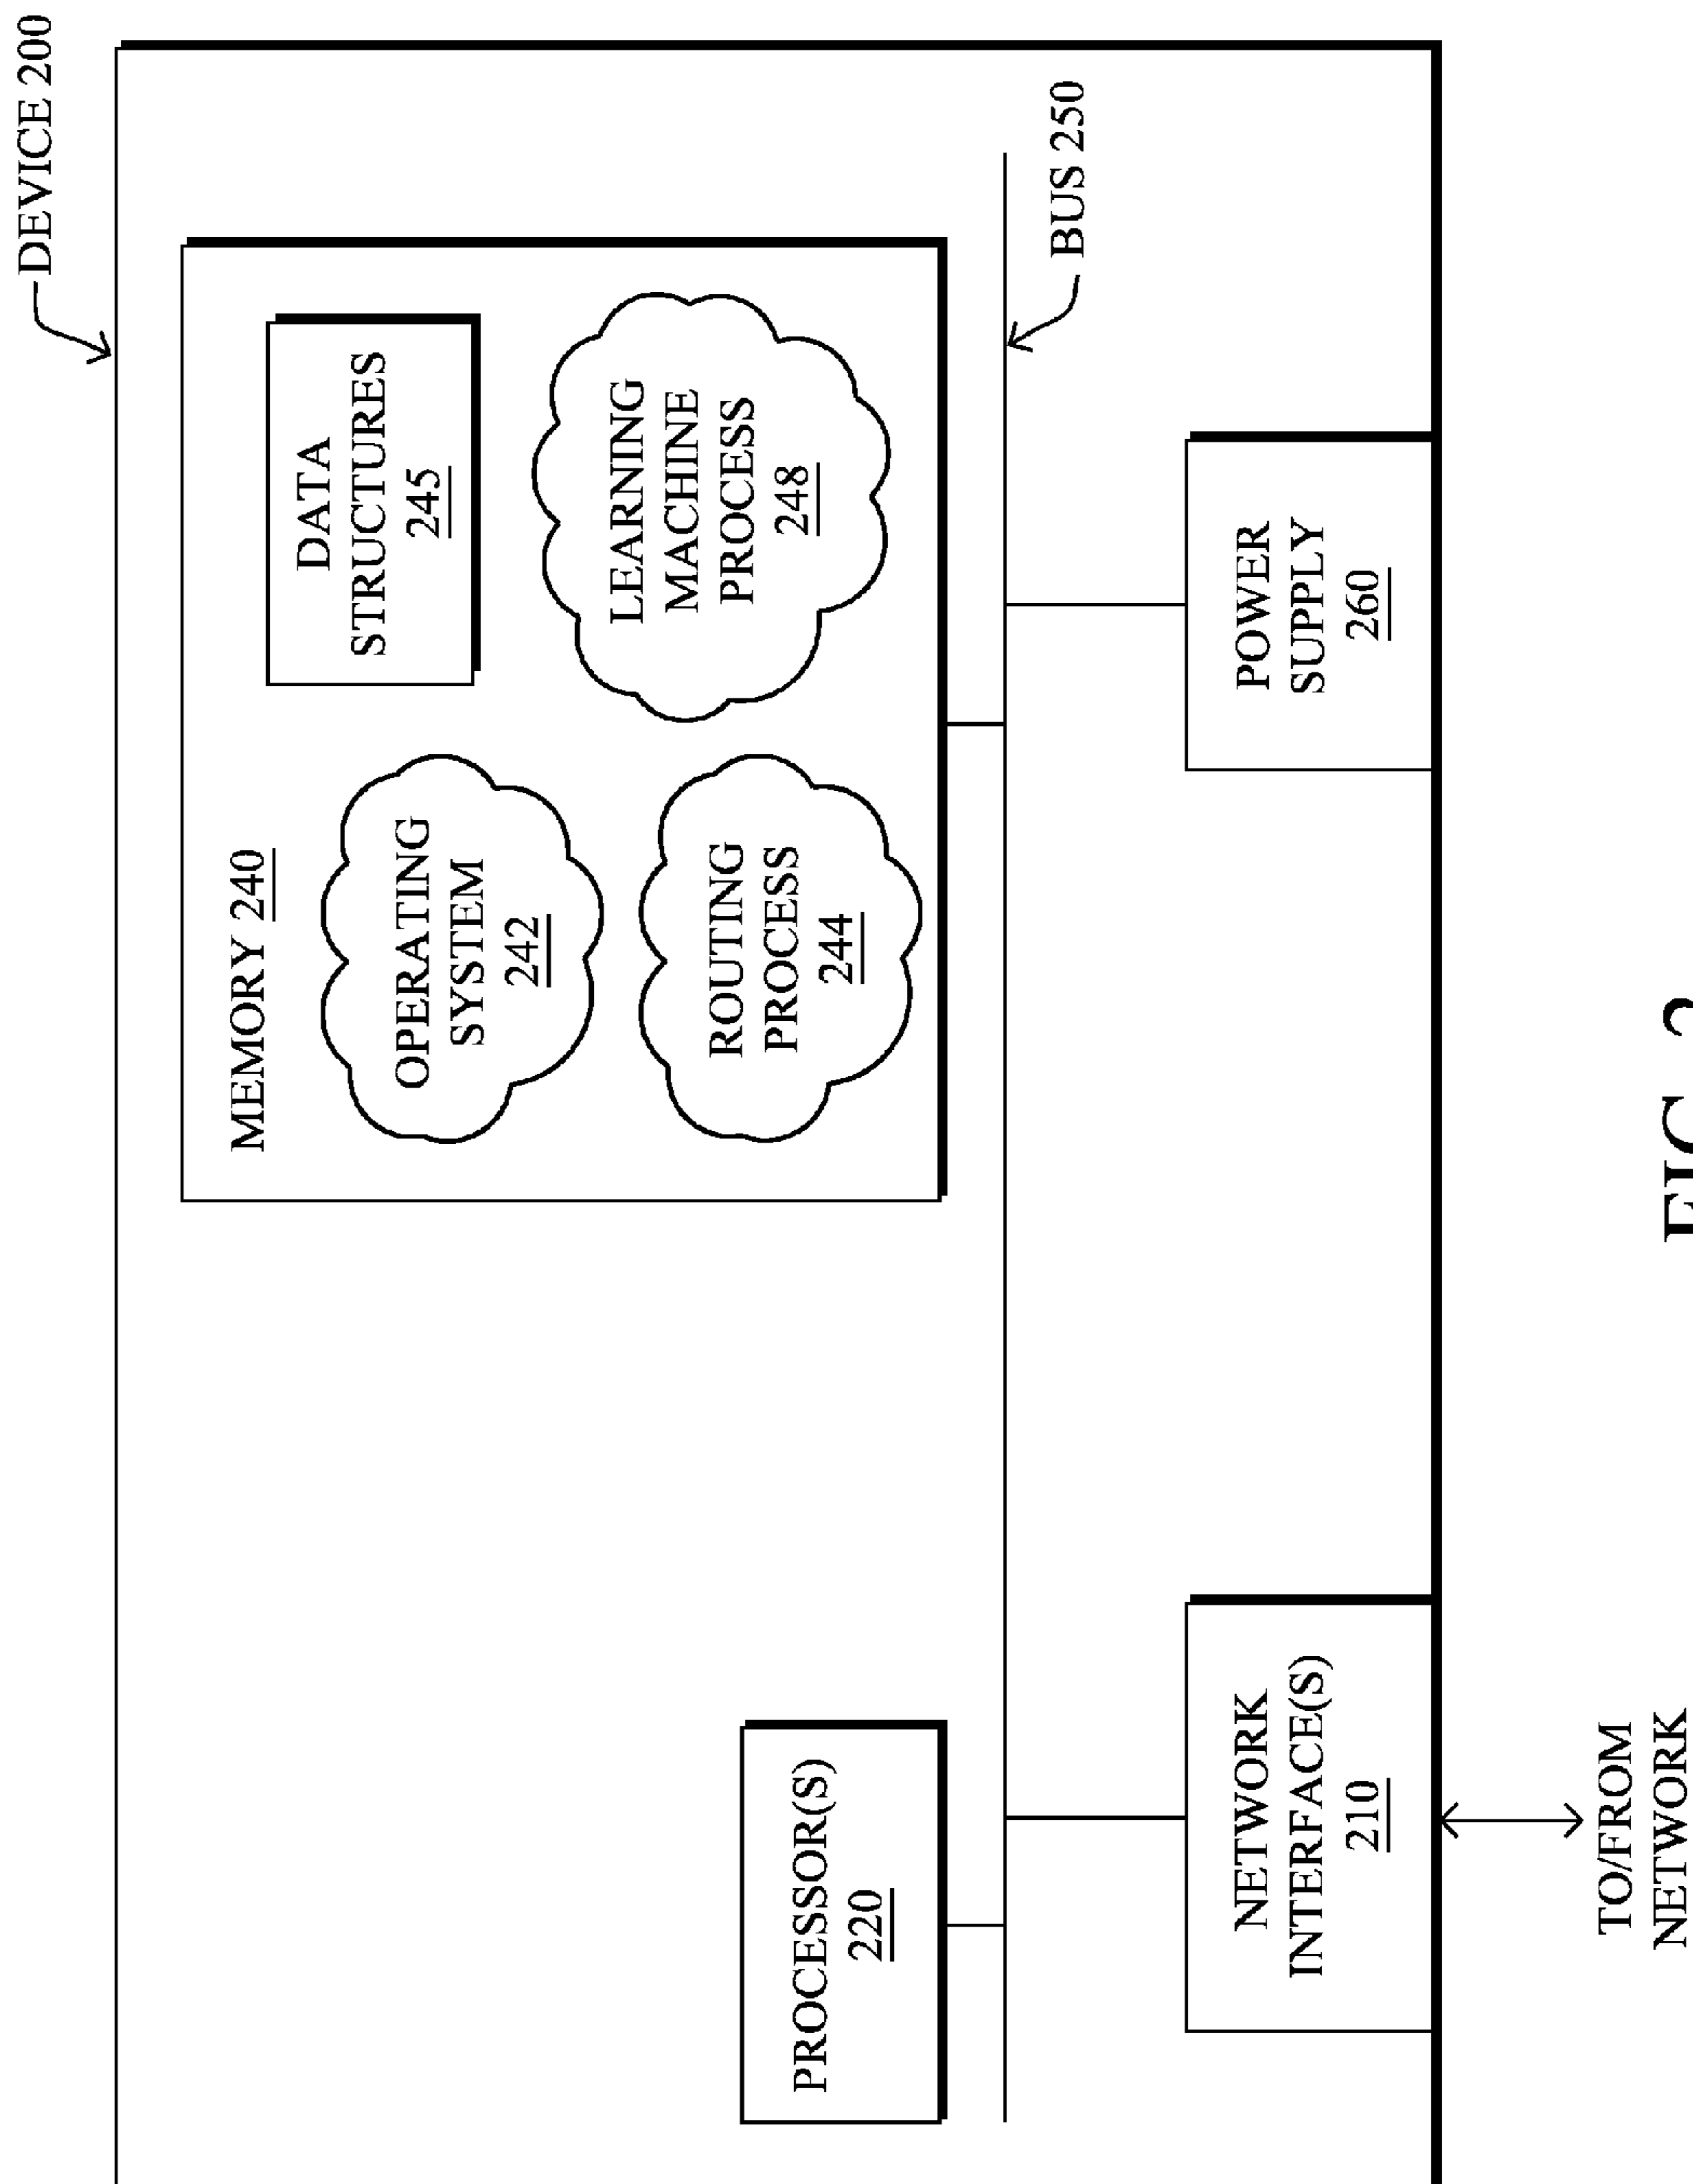 DEVICE 200
MEMORY 240
DATA
STRUCTURES
245
OPERATING
SYSTEM
242
LEARNING
MACHINE
PROCESS
248
ROUTING
PROCESS
244
PROCESSOR(S)
220
BUS 250
NETWORK
INTERFACE(S)
210
POWER
SUPPLY
260
TO/FROM
NETWORK
FIG